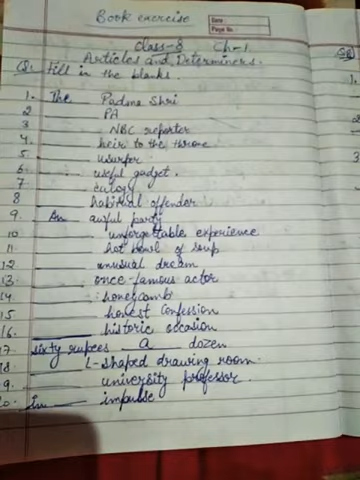 Book exercise
Date:
Page No.
Class-8 Ch-1
Articles and Determiners.
Q1. Fill in the blanks.
1. The Padma Shri
2 PA
3 NBC reporter
4. heir to the throne
5 usurper
6 useful gadget.
7 eulogy
8 habitual offender
9. An awful party
10 unforgettable experience
11 hot bowl of soup
12 unusual dream
13. once-famous actor
14 honeycomb
15 honest confession
16. historic occasion
17. sixty rupees a dozen
18 L-shaped drawing room.
9. university professor.
20. impulse